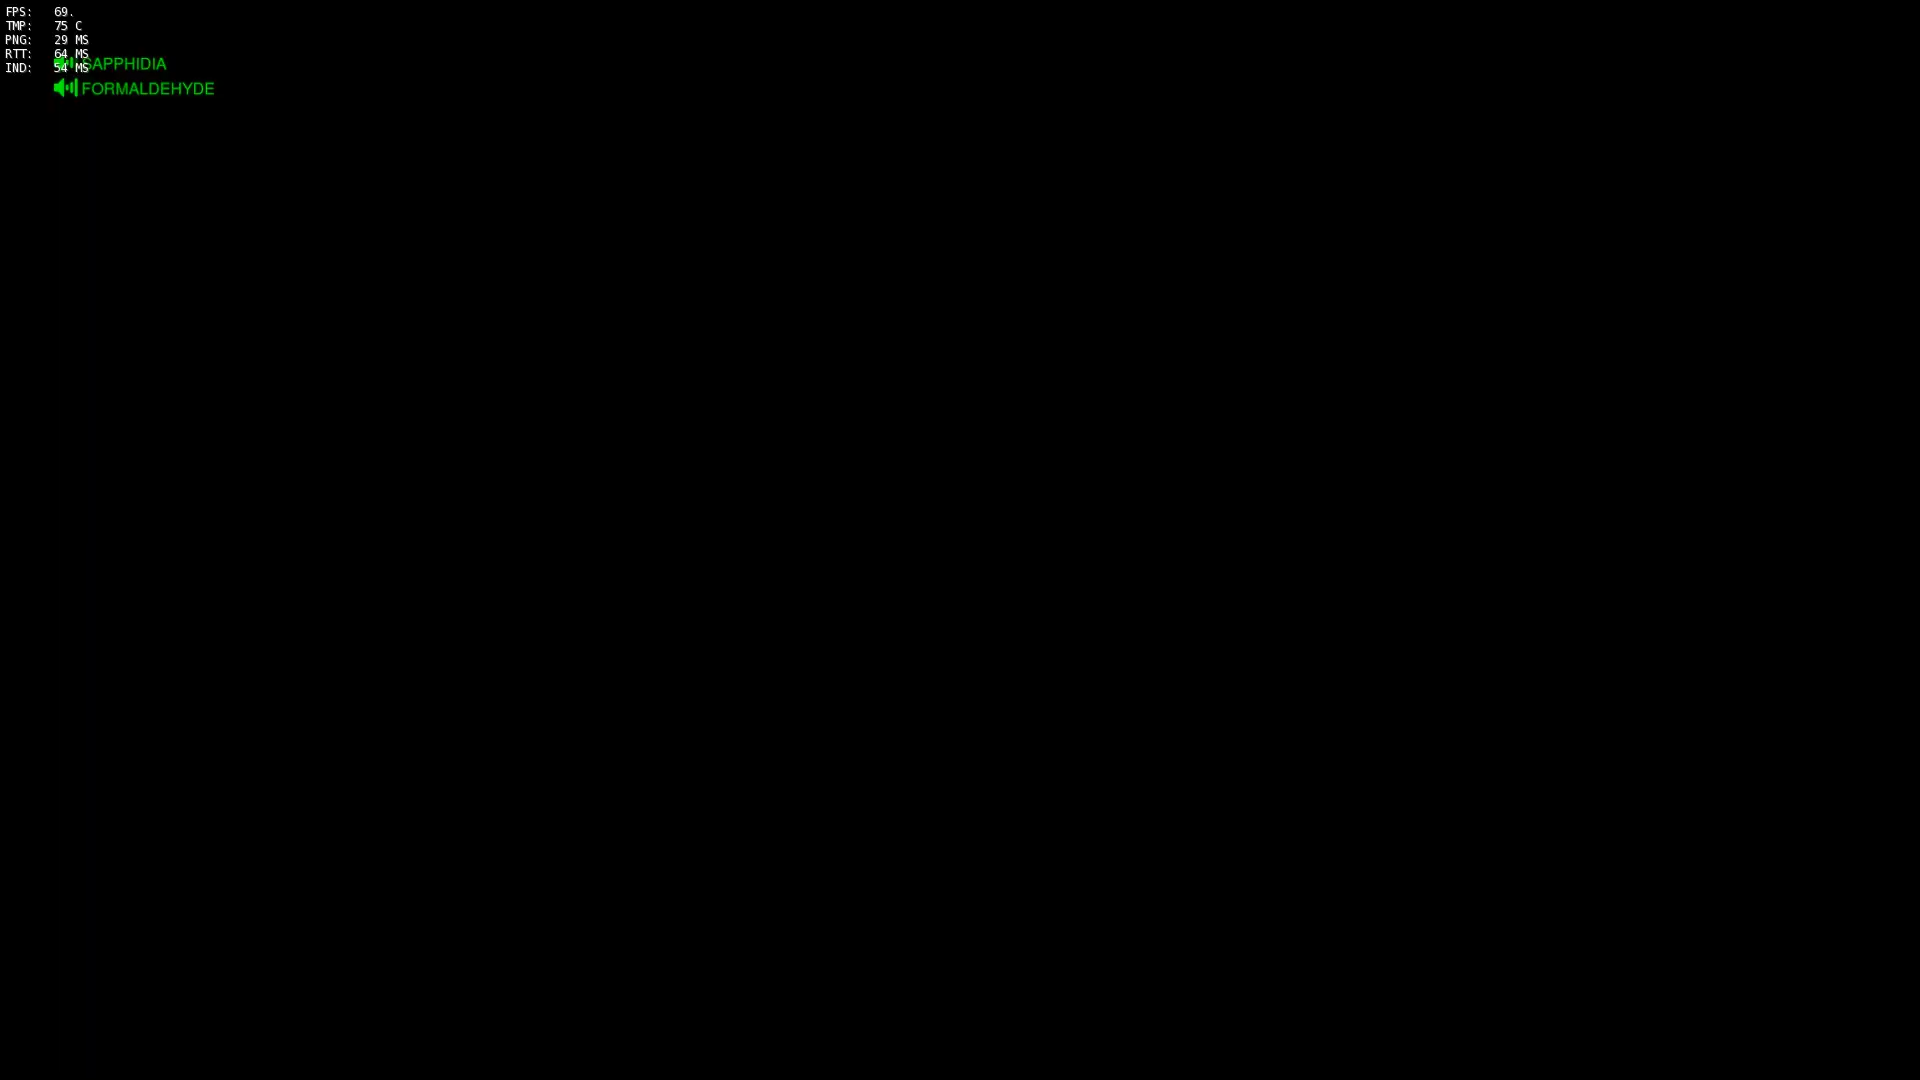 FPS: 69.
TMP: 75 C
PNG: 29 MS
RTT: 64 MS
SAPPHIDIA
IND: 54 MS
FORMALDEHYDE